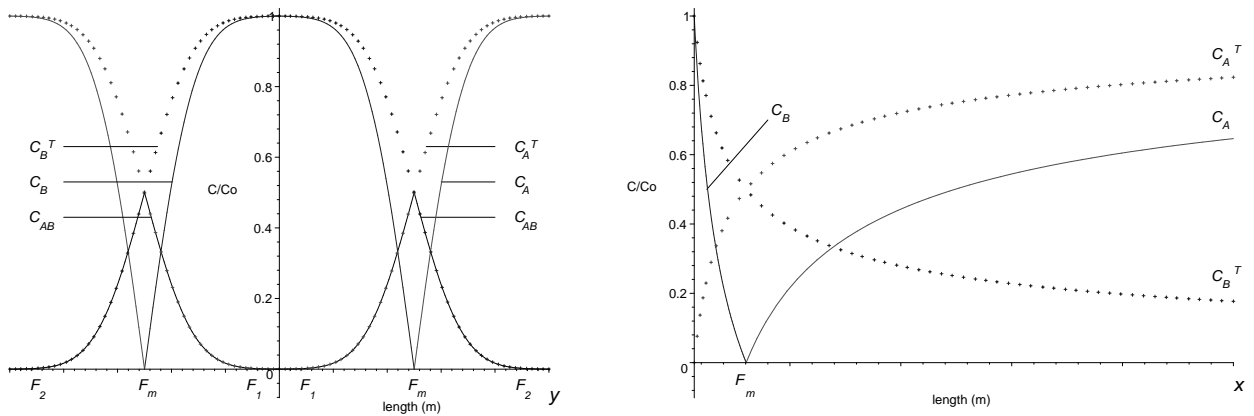 1
0.8
0.6
C_B^T
C_A^T
C_B
C/Co
C_A
C_AB
C_AB
0.4
0.2
0
F_2
F_m
F_1
F_1
F_m
F_2
y
length (m)
1
C_A^T
0.8
C_B
C_A
0.6
C/Co
0.4
C_B^T
0.2
0
F_m
x
length (m)